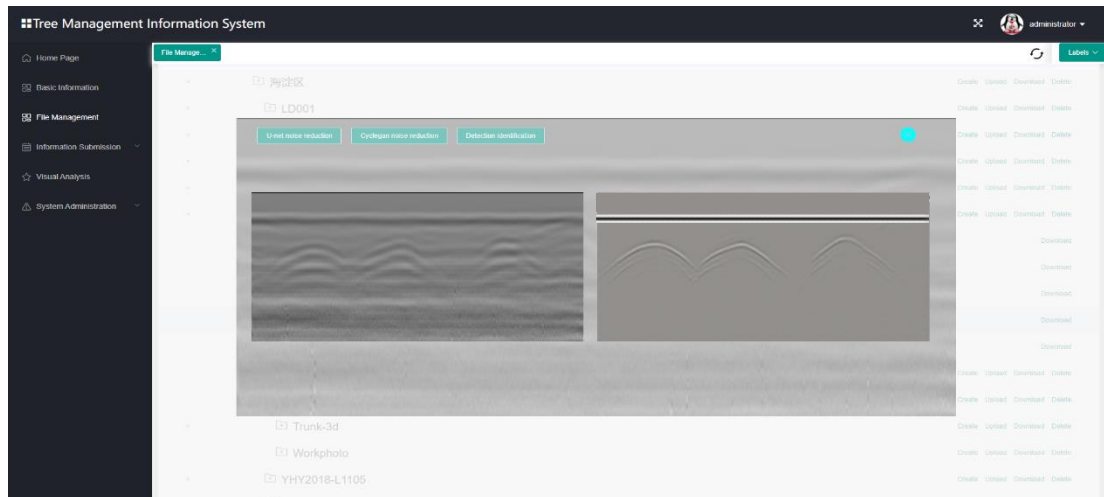 Tree Management Information System
administrator
Home Page
File Manage... ×
Labels
海淀区
Create Upload Download Delete
Basic Information
LD001
Create Upload Download Delete
File Management
U-net noise reduction
Cyclegan noise reduction
Detection identification
Create Upload Download Delete
Information Submission
Create Upload Download Delete
Visual Analysis
Create Upload Download Delete
System Administration
Create Upload Download Delete
Download
Download
Download
Download
Download
Create Upload Download Delete
Create Upload Download Delete
Trunk-3d
Create Upload Download Delete
Workphoto
Create Upload Download Delete
YHY2018-L1105
Create Upload Download Delete